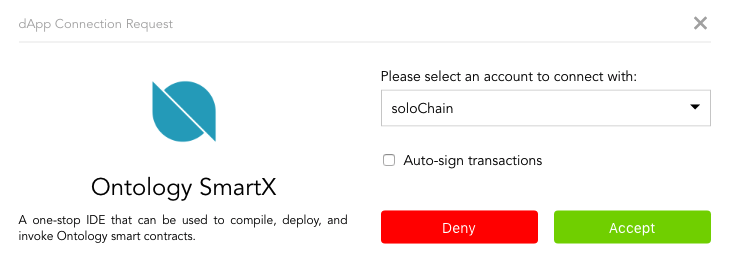 dApp Connection Request
Please select an account to connect with:
soloChain
Auto-sign transactions
Ontology SmartX
A one-stop IDE that can be used to compile, deploy, and
invoke Ontology smart contracts.
Deny
Accept